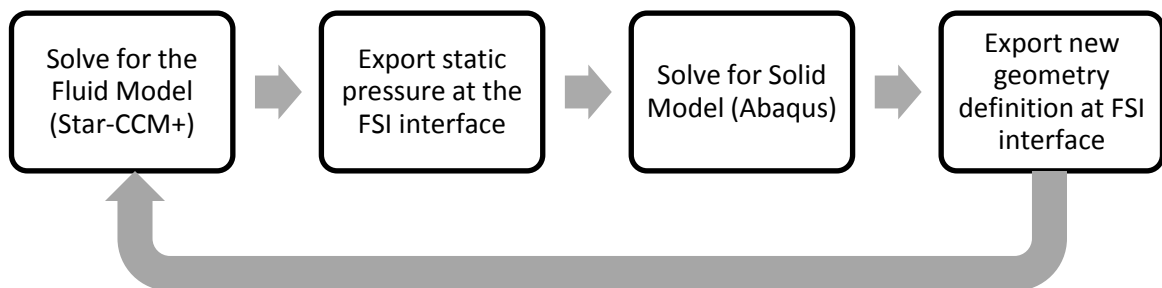 Solve for the
Fluid Model
(Star-CCM+)
Export static
pressure at the
FSI interface
Solve for Solid
Model (Abaqus)
Export new
geometry
definition at FSI
interface